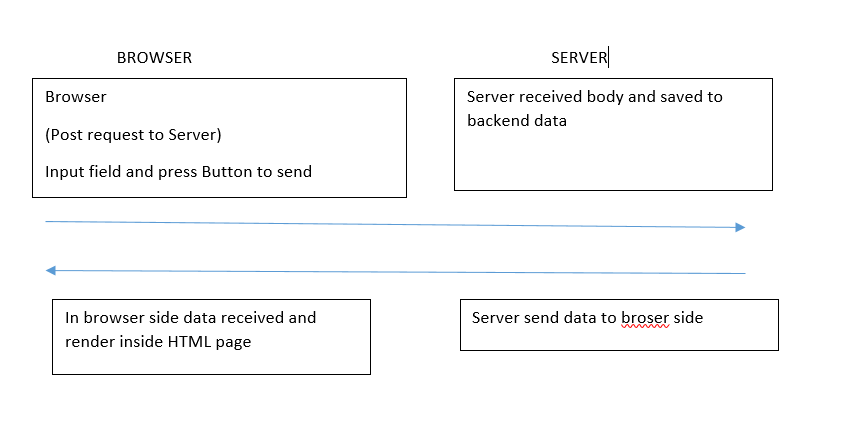 BROWSER
SERVER
Browser
(Post request to Server)
Input field and press Button to send
Server received body and saved to
backend data
In browser side data received and
render inside HTML page
Server send data to broser side